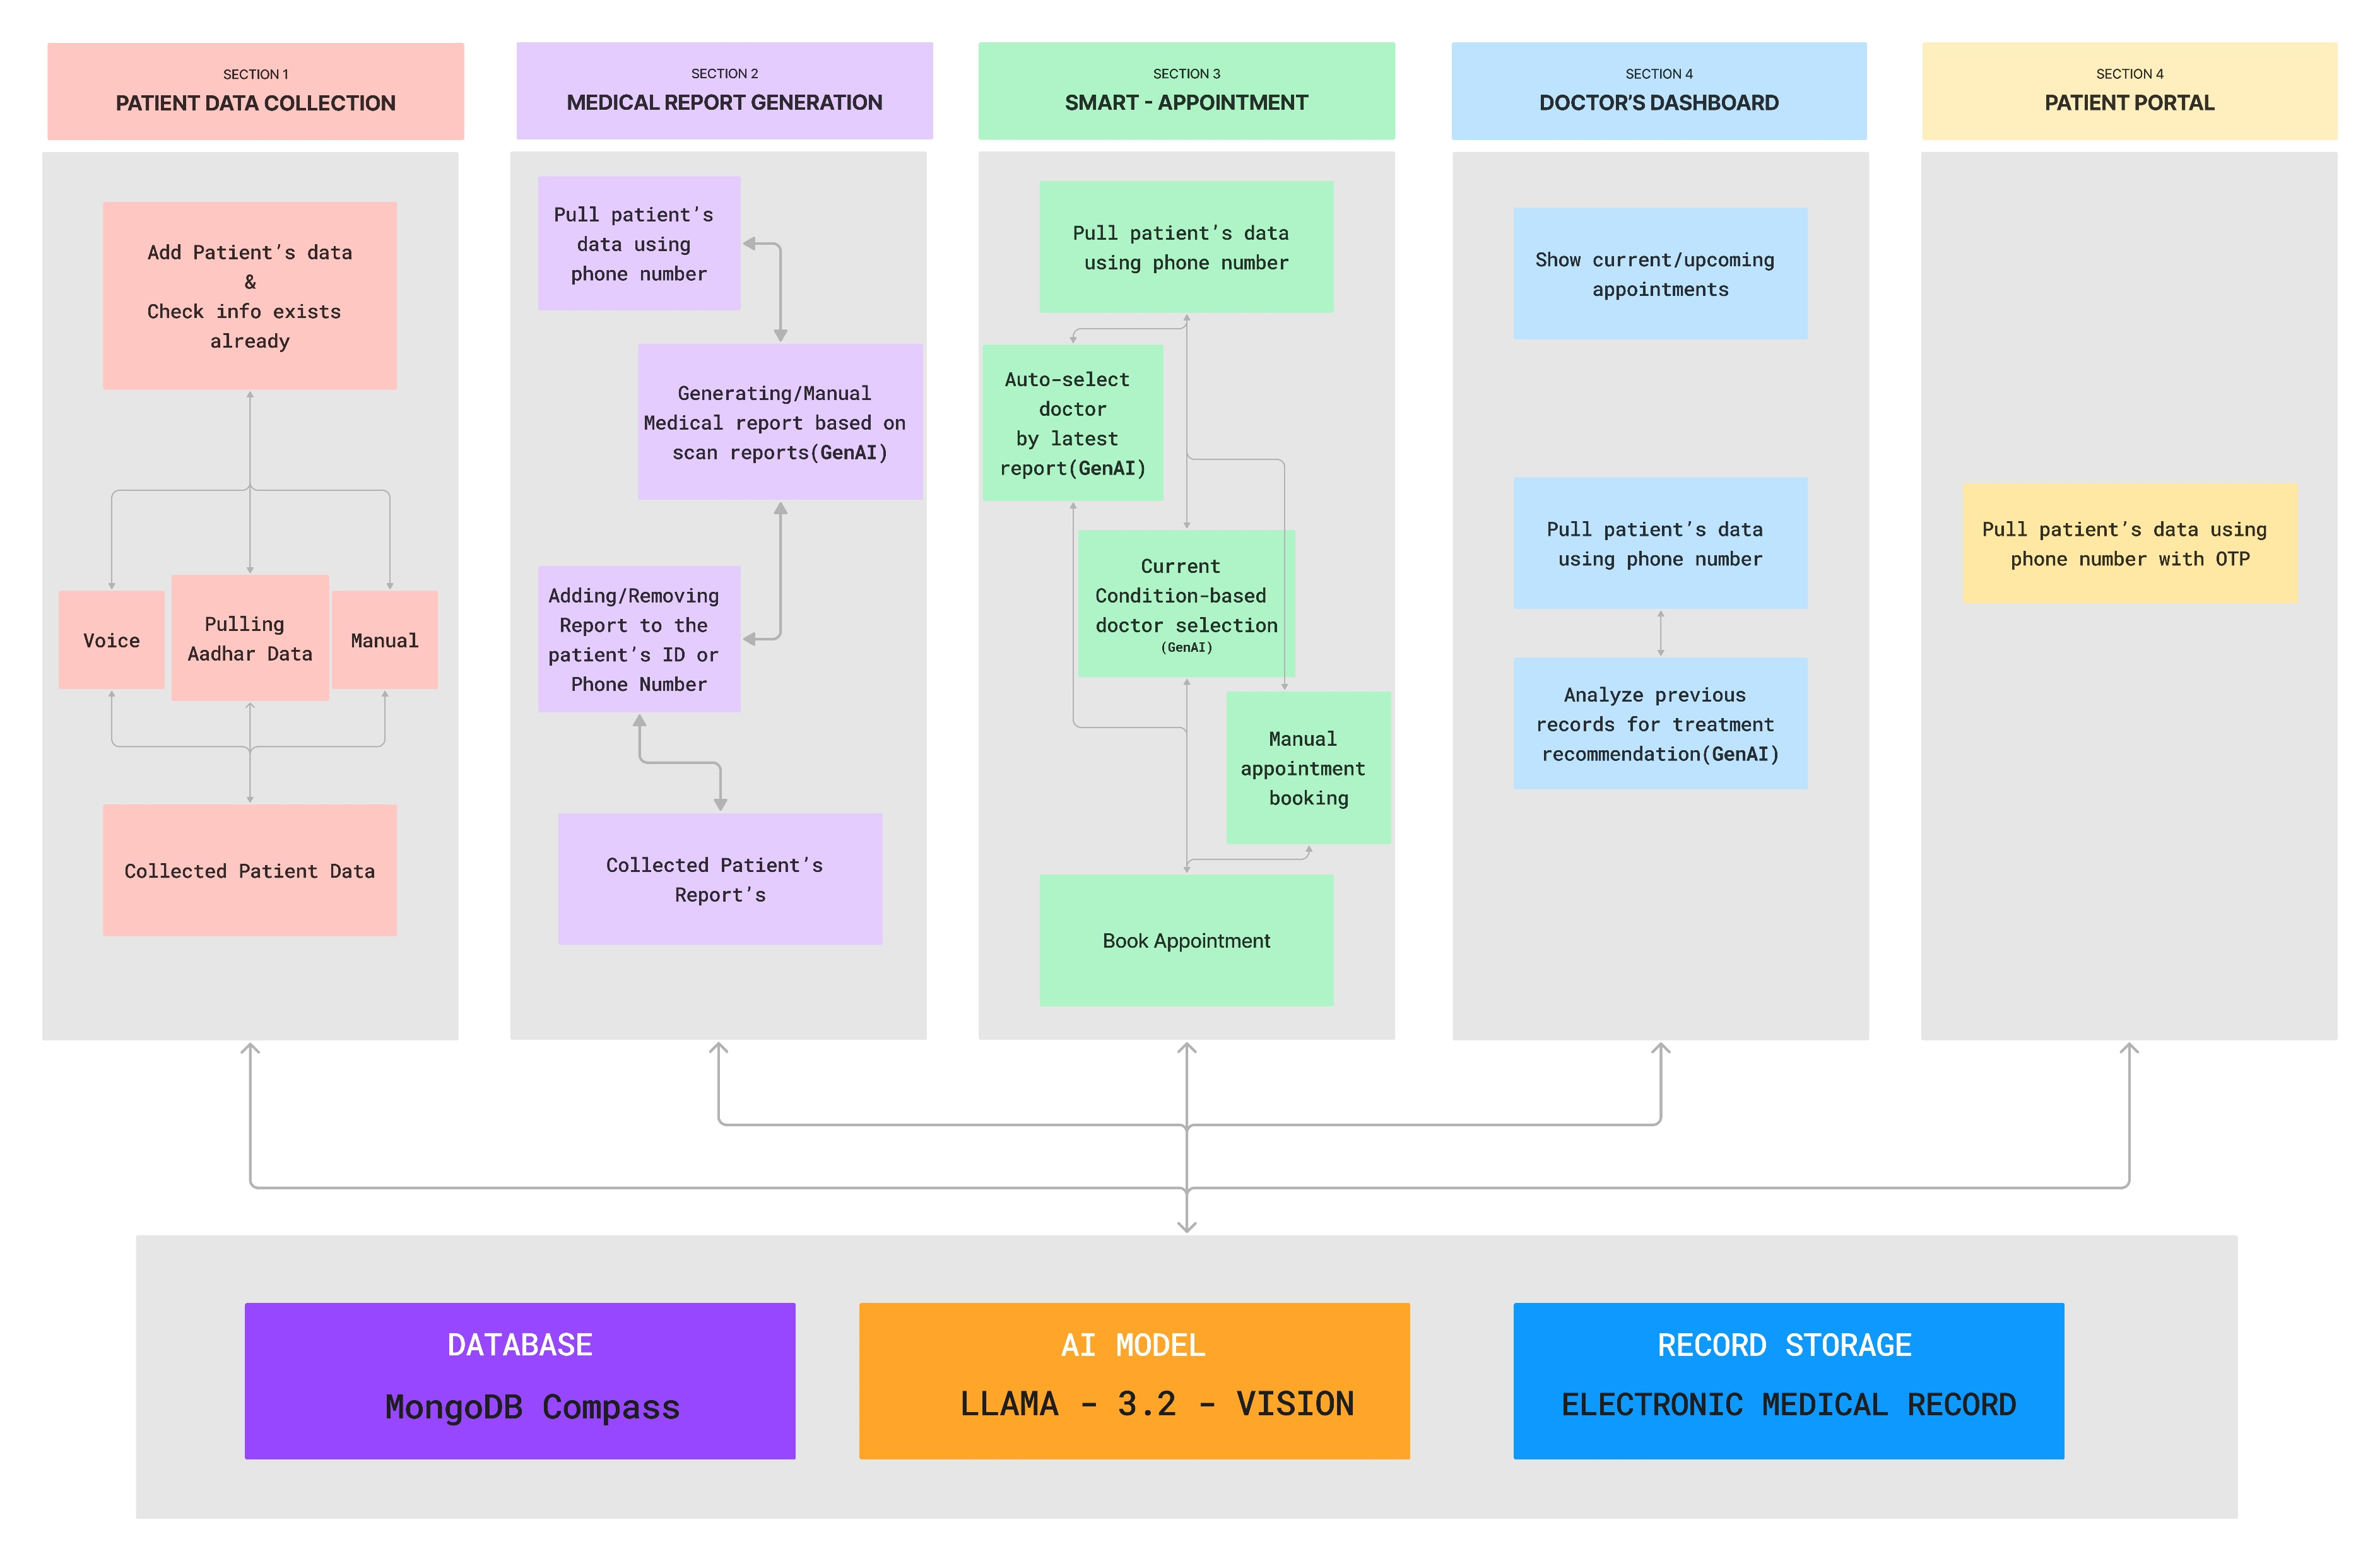 SECTION 1
PATIENT DATA COLLECTION
Add Patient’s data
&
Check info exists
already
Voice
Pulling
Aadhar Data
Manual
Collected Patient Data
SECTION 2
MEDICAL REPORT GENERATION
Pull patient’s
data using
phone number
Generating/Manual
Medical report based on
scan reports(GenAI)
Adding/Removing
Report to the
patient’s ID or
Phone Number
Collected Patient’s
Report’s
SECTION 3
SMART - APPOINTMENT
Pull patient’s data
using phone number
Auto-select
doctor
by latest
report(GenAI)
Current
Condition-based
doctor selection
(GenAI)
Manual
appointment
booking
Book Appointment
SECTION 4
DOCTOR’S DASHBOARD
Show current/upcoming
appointments
Pull patient’s data
using phone number
Analyze previous
records for treatment
recommendation(GenAI)
SECTION 4
PATIENT PORTAL
Pull patient’s data using
phone number with OTP
DATABASE
MongoDB Compass
AI MODEL
LLAMA - 3.2 - VISION
RECORD STORAGE
ELECTRONIC MEDICAL RECORD